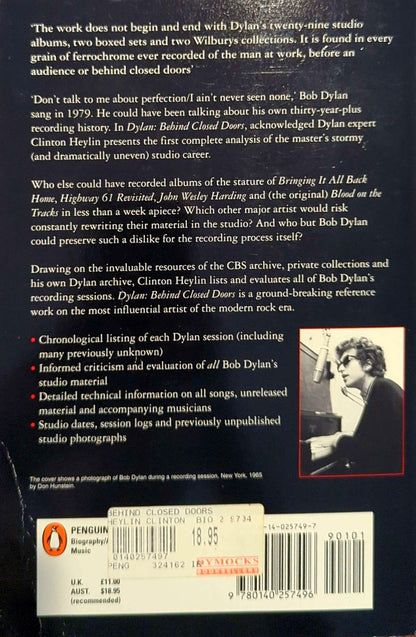 'The work does not begin and end with Dylan's twenty-nine studio
albums, two boxed sets and two Wilburys collections. It is found in every
grain of ferrochrome ever recorded of the man at work, before an
audience or behind closed doors'
'Don't talk to me about perfection/I ain't never seen none,' Bob Dylan
sang in 1979. He could have been talking about his own thirty-year-plus
recording history. In Dylan: Behind Closed Doors, acknowledged Dylan expert
Clinton Heylin presents the first complete analysis of the master's stormy
(and dramatically uneven) studio career.
Who else could have recorded albums of the stature of Bringing It All Back
Home, Highway 61 Revisited, John Wesley Harding and (the original) Blood on the
Tracks in less than a week apiece? Which other major artist would risk
constantly rewriting their material in the studio? And who but Bob Dylan
could preserve such a dislike for the recording process itself?
Drawing on the invaluable resources of the CBS archive, private collections and
his own Dylan archive, Clinton Heylin lists and evaluates all of Bob Dylan's
recording sessions. Dylan: Behind Closed Doors is a ground-breaking reference
work on the most influential artist of the modern rock era.
• Chronological listing of each Dylan session (including
many previously unknown)
• Informed criticism and evaluation of all Bob Dylan's
studio material
• Detailed technical information on all songs, unreleased
material and accompanying musicians
• Studio dates, session logs and previously unpublished
studio photographs
The cover shows a photograph of Bob Dylan during a recording session, New York, 1965
by Don Hunstein.
BEHIND CLOSED DOORS
HEYLIN CLINTON BIO 2 £734
18.95
0140257497
PENG 324162
DYMOCKS
BOOKSELLERS
PENGUIN
Biography/
Music
U.K. £11.00
AUST. $18.95
(recommended)
-14-025749-7
90101
9 780140 257496